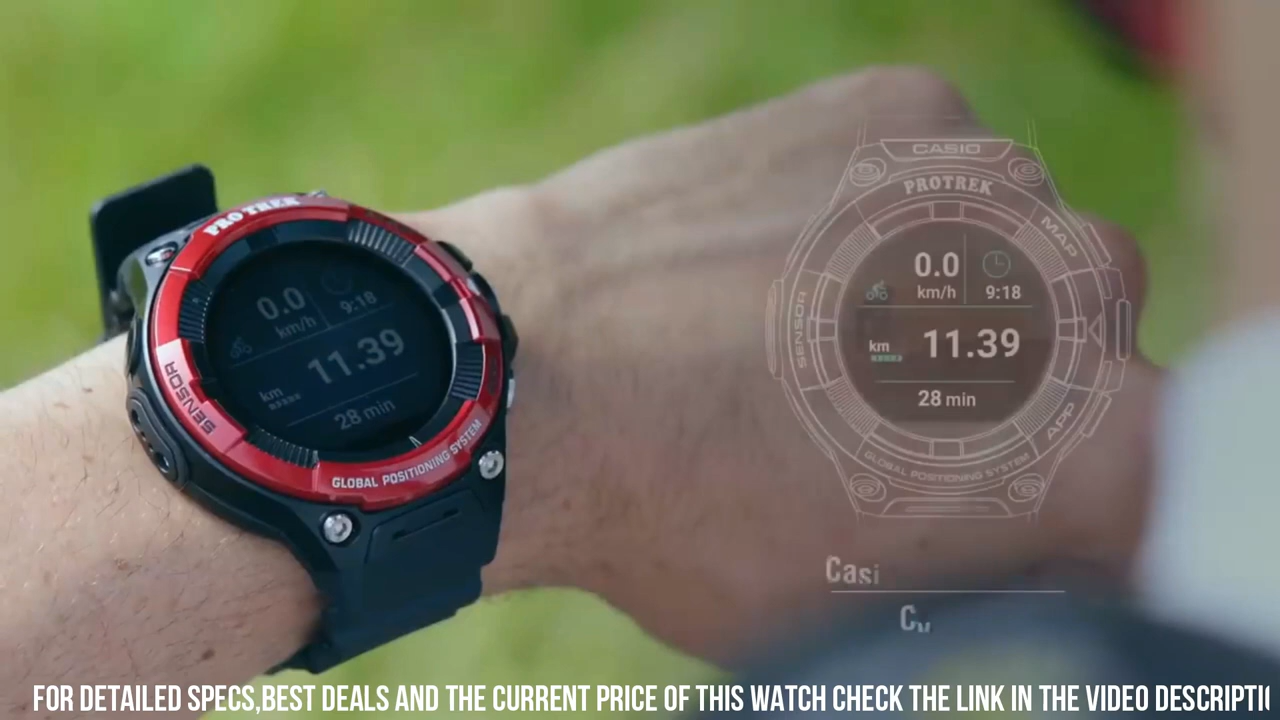 PRO TREK
0.0
km/h
9:18
11.39
km
28 min
SENSOR
GLOBAL POSITIONING SYSTEM
CASIO
PROTREK
MAP
0.0
km/h
9:18
SENSOR
km
11.39
28 min
APP
GLOBAL POSITIONING SYSTEM
Casi
FOR DETAILED SPECS,BEST DEALS AND THE CURRENT PRICE OF THIS WATCH CHECK THE LINK IN THE VIDEO DESCRIPTI